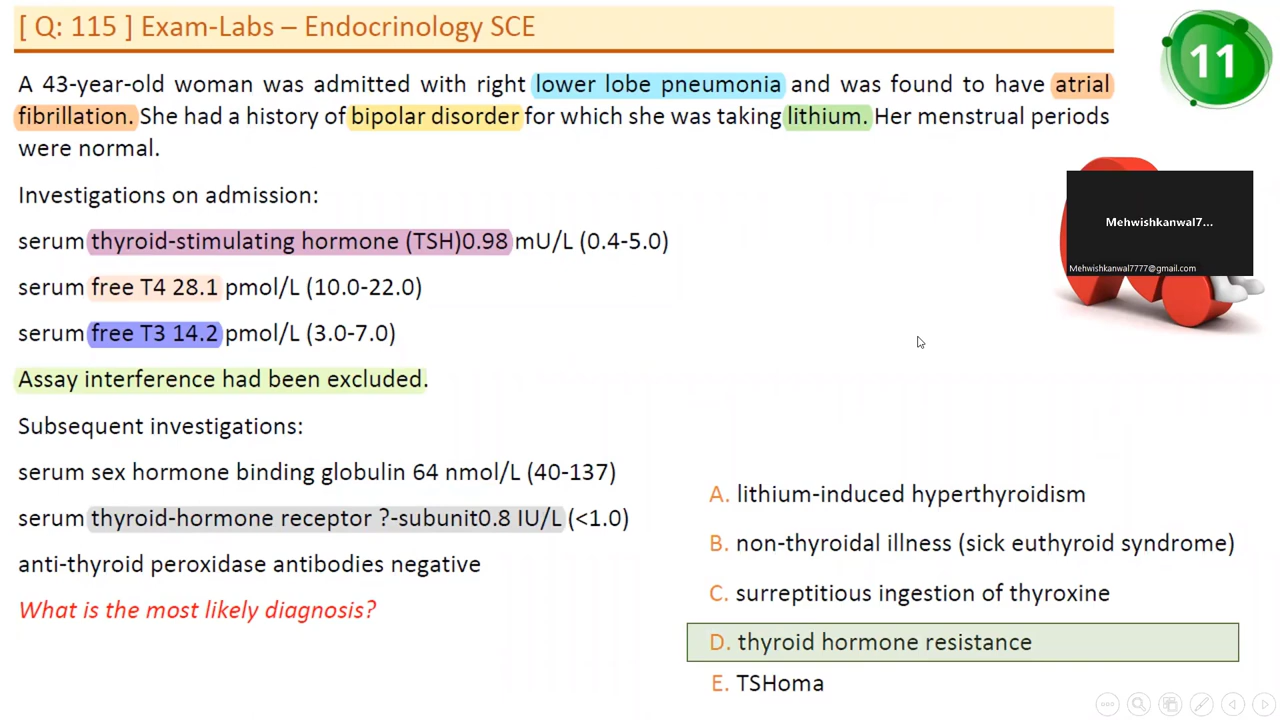 [ Q: 115 ] Exam-Labs – Endocrinology SCE
11
A 43-year-old woman was admitted with right lower lobe pneumonia and was found to have atrial
fibrillation. She had a history of bipolar disorder for which she was taking lithium. Her menstrual periods
were normal.
Investigations on admission:
serum thyroid-stimulating hormone (TSH)0.98 mU/L (0.4-5.0)
serum free T4 28.1 pmol/L (10.0-22.0)
serum free T3 14.2 pmol/L (3.0-7.0)
Assay interference had been excluded.
Subsequent investigations:
serum sex hormone binding globulin 64 nmol/L (40-137)
serum thyroid-hormone receptor ?-subunit0.8 IU/L (<1.0)
anti-thyroid peroxidase antibodies negative
What is the most likely diagnosis?
Mehwishkanwal7...
Mehwishkanwal7777@gmail.com
A. lithium-induced hyperthyroidism
B. non-thyroidal illness (sick euthyroid syndrome)
C. surreptitious ingestion of thyroxine
D. thyroid hormone resistance
E. TSHoma